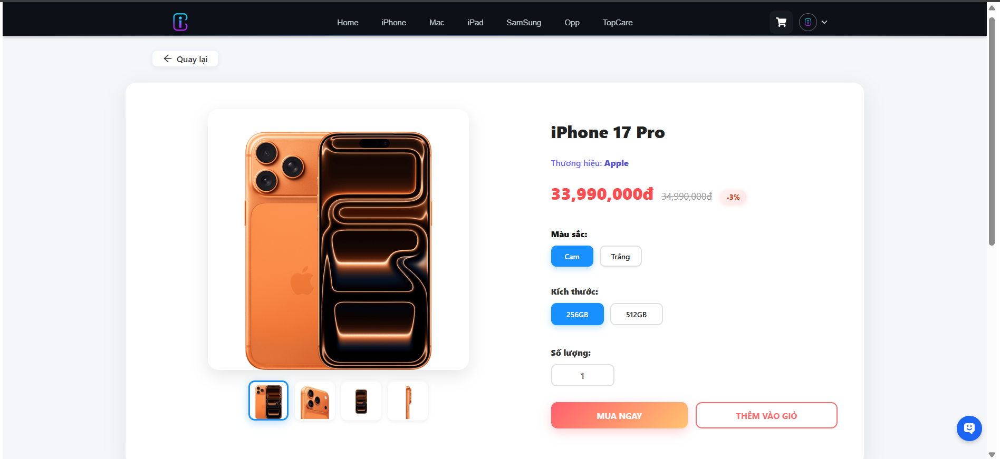 Home iPhone Mac iPad SamSung Opp TopCare
Quay lại
iPhone 17 Pro
Thương hiệu: Apple
33,990,000đ 34,990,000đ -3%
Màu sắc:
Cam Trắng
Kích thước:
256GB 512GB
Số lượng:
1
MUA NGAY THÊM VÀO GIỎ